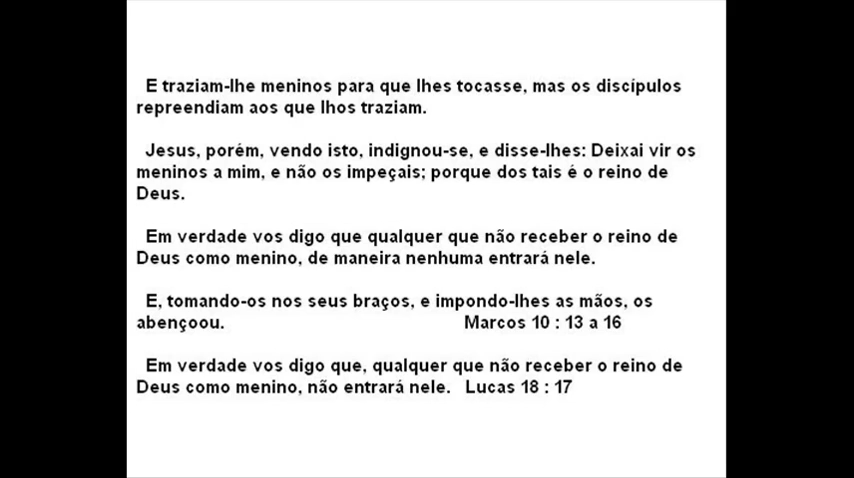 E traziam-lhe meninos para que lhes tocasse, mas os discípulos
repreendiam aos que lhos traziam.
Jesus, porém, vendo isto, indignou-se, e disse-lhes: Deixai vir os
meninos a mim, e não os impeçais; porque dos tais é o reino de
Deus.
Em verdade vos digo que qualquer que não receber o reino de
Deus como menino, de maneira nenhuma entrará nele.
E, tomando-os nos seus braços, e impondo-lhes as mãos, os
abençoou. Marcos 10 : 13 a 16
Em verdade vos digo que, qualquer que não receber o reino de
Deus como menino, não entrará nele. Lucas 18 : 17